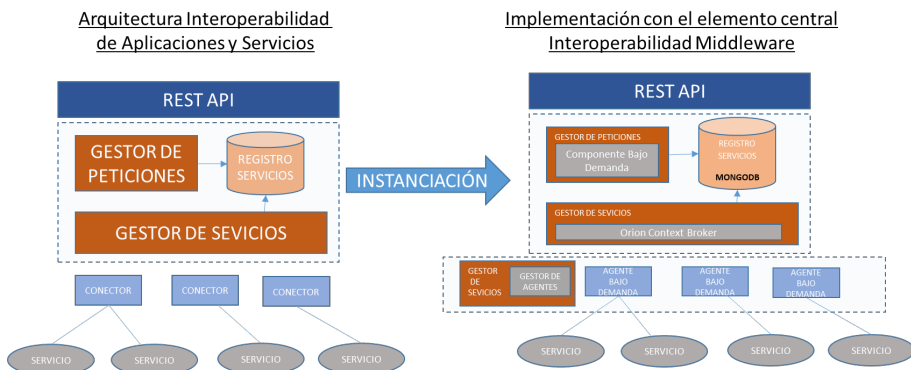 Arquitectura Interoperabilidad
de Aplicaciones y Servicios
REST API
GESTOR DE
PETICIONES
REGISTRO
SERVICIOS
GESTOR DE SEVICIOS
CONECTOR
CONECTOR
CONECTOR
SERVICIO
SERVICIO
SERVICIO
SERVICIO
INSTANCIACIÓN
Implementación con el elemento central
Interoperabilidad Middleware
REST API
GESTOR DE PETICIONES
Componente Bajo
Demanda
REGISTRO
SERVICIOS
MONGODB
GESTOR DE SEVICIOS
Orion Context Broker
GESTOR
DE
SEVICIOS
GESTOR DE
AGENTES
AGENTE
BAJO
DEMANDA
AGENTE
BAJO
DEMANDA
AGENTE
BAJO
DEMANDA
SERVICIO
SERVICIO
SERVICIO
SERVICIO